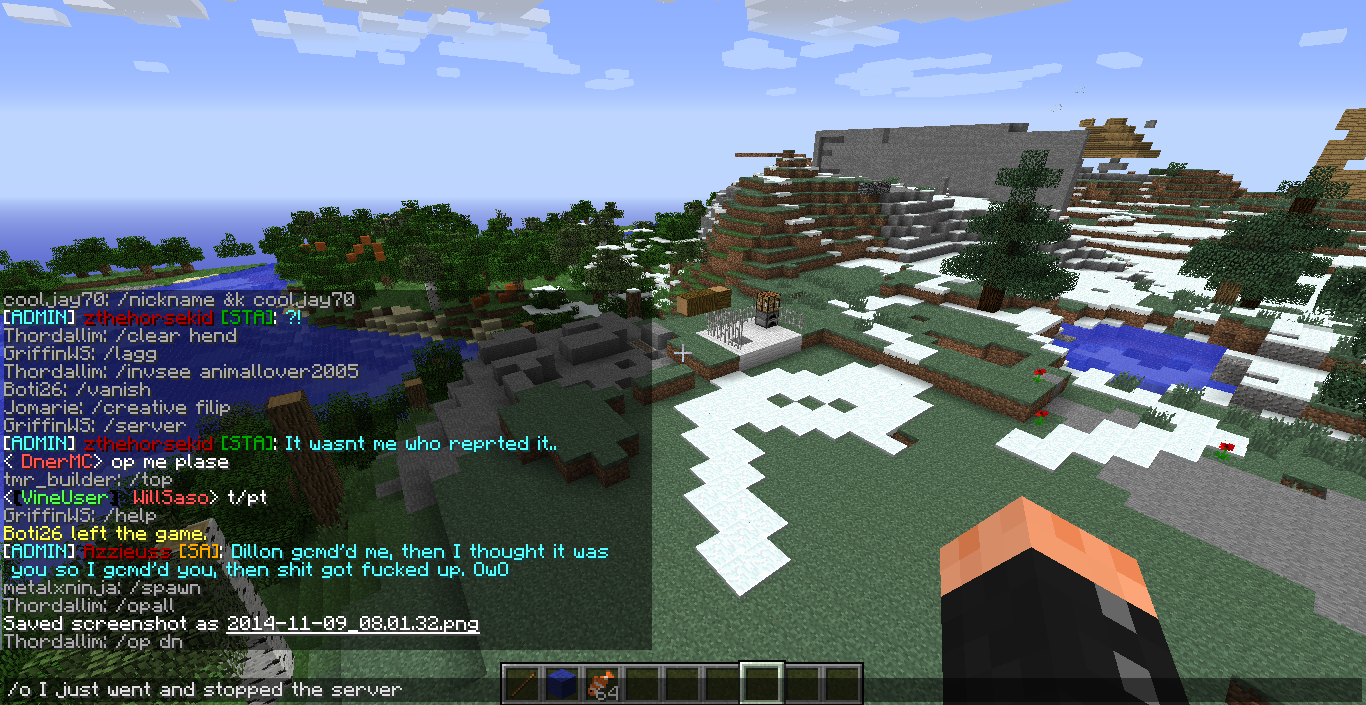 cooljay70: /nickname &k cooljay70
[ADMIN] zthehorsekid [STA]: ?!
Thordallim: /clear hend
GriffinWS: /lagg
Thordallim: /invsee animallover2005
Boti26: /vanish
Jomarie: /creative filip
GriffinWS: /server
[ADMIN] zthehorsekid [STA]: It wasnt me who reprted it..
< DnerMC> op me plase
tmr_builder: /top
<[VineUser] WillSaso> t/pt
GriffinWS: /help
Boti26 left the game.
[ADMIN] Azzieuss [SA]: Dillon gcmd'd me, then I thought it was
you so I gcmd'd you, then shit got fucked up. OwO
metalxninja: /spawn
Thordallim: /opall
Saved screenshot as 2014-11-09_08.01.32.png
Thordallim: /op dn
/o I just went and stopped the server
64